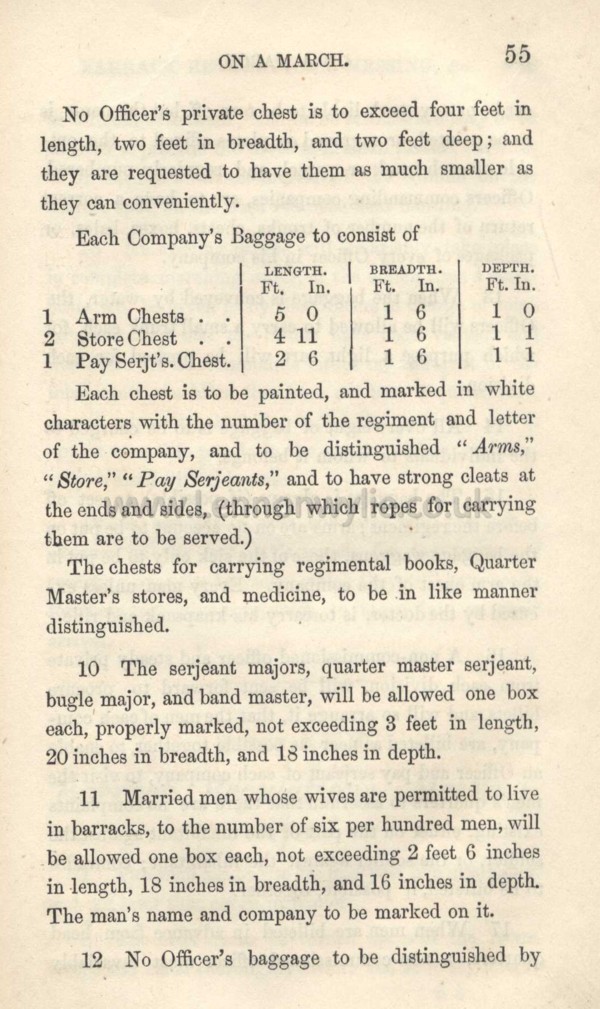 ON A MARCH. 55
No Officer's private chest is to exceed four feet in
length, two feet in breadth, and two feet deep; and
they are requested to have them as much smaller as
they can conveniently.
Each Company's Baggage to consist of
LENGTH. BREADTH. DEPTH.
Ft. In. Ft. In. Ft. In.
1 Arm Chests . . 5 0 1 6 1 0
2 Store Chest . . 4 11 1 6 1 1
1 Pay Serjt's. Chest. 2 6 1 6 1 1
Each chest is to be painted, and marked in white
characters with the number of the regiment and letter
of the company, and to be distinguished "Arms,"
"Store," "Pay Serjeants," and to have strong cleats at
the ends and sides, (through which ropes for carrying
them are to be served.)
The chests for carrying regimental books, Quarter
Master's stores, and medicine, to be in like manner
distinguished.
10 The serjeant majors, quarter master serjeant,
bugle major, and band master, will be allowed one box
each, properly marked, not exceeding 3 feet in length,
20 inches in breadth, and 18 inches in depth.
11 Married men whose wives are permitted to live
in barracks, to the number of six per hundred men, will
be allowed one box each, not exceeding 2 feet 6 inches
in length, 18 inches in breadth, and 16 inches in depth.
The man's name and company to be marked on it.
12 No Officer's baggage to be distinguished by